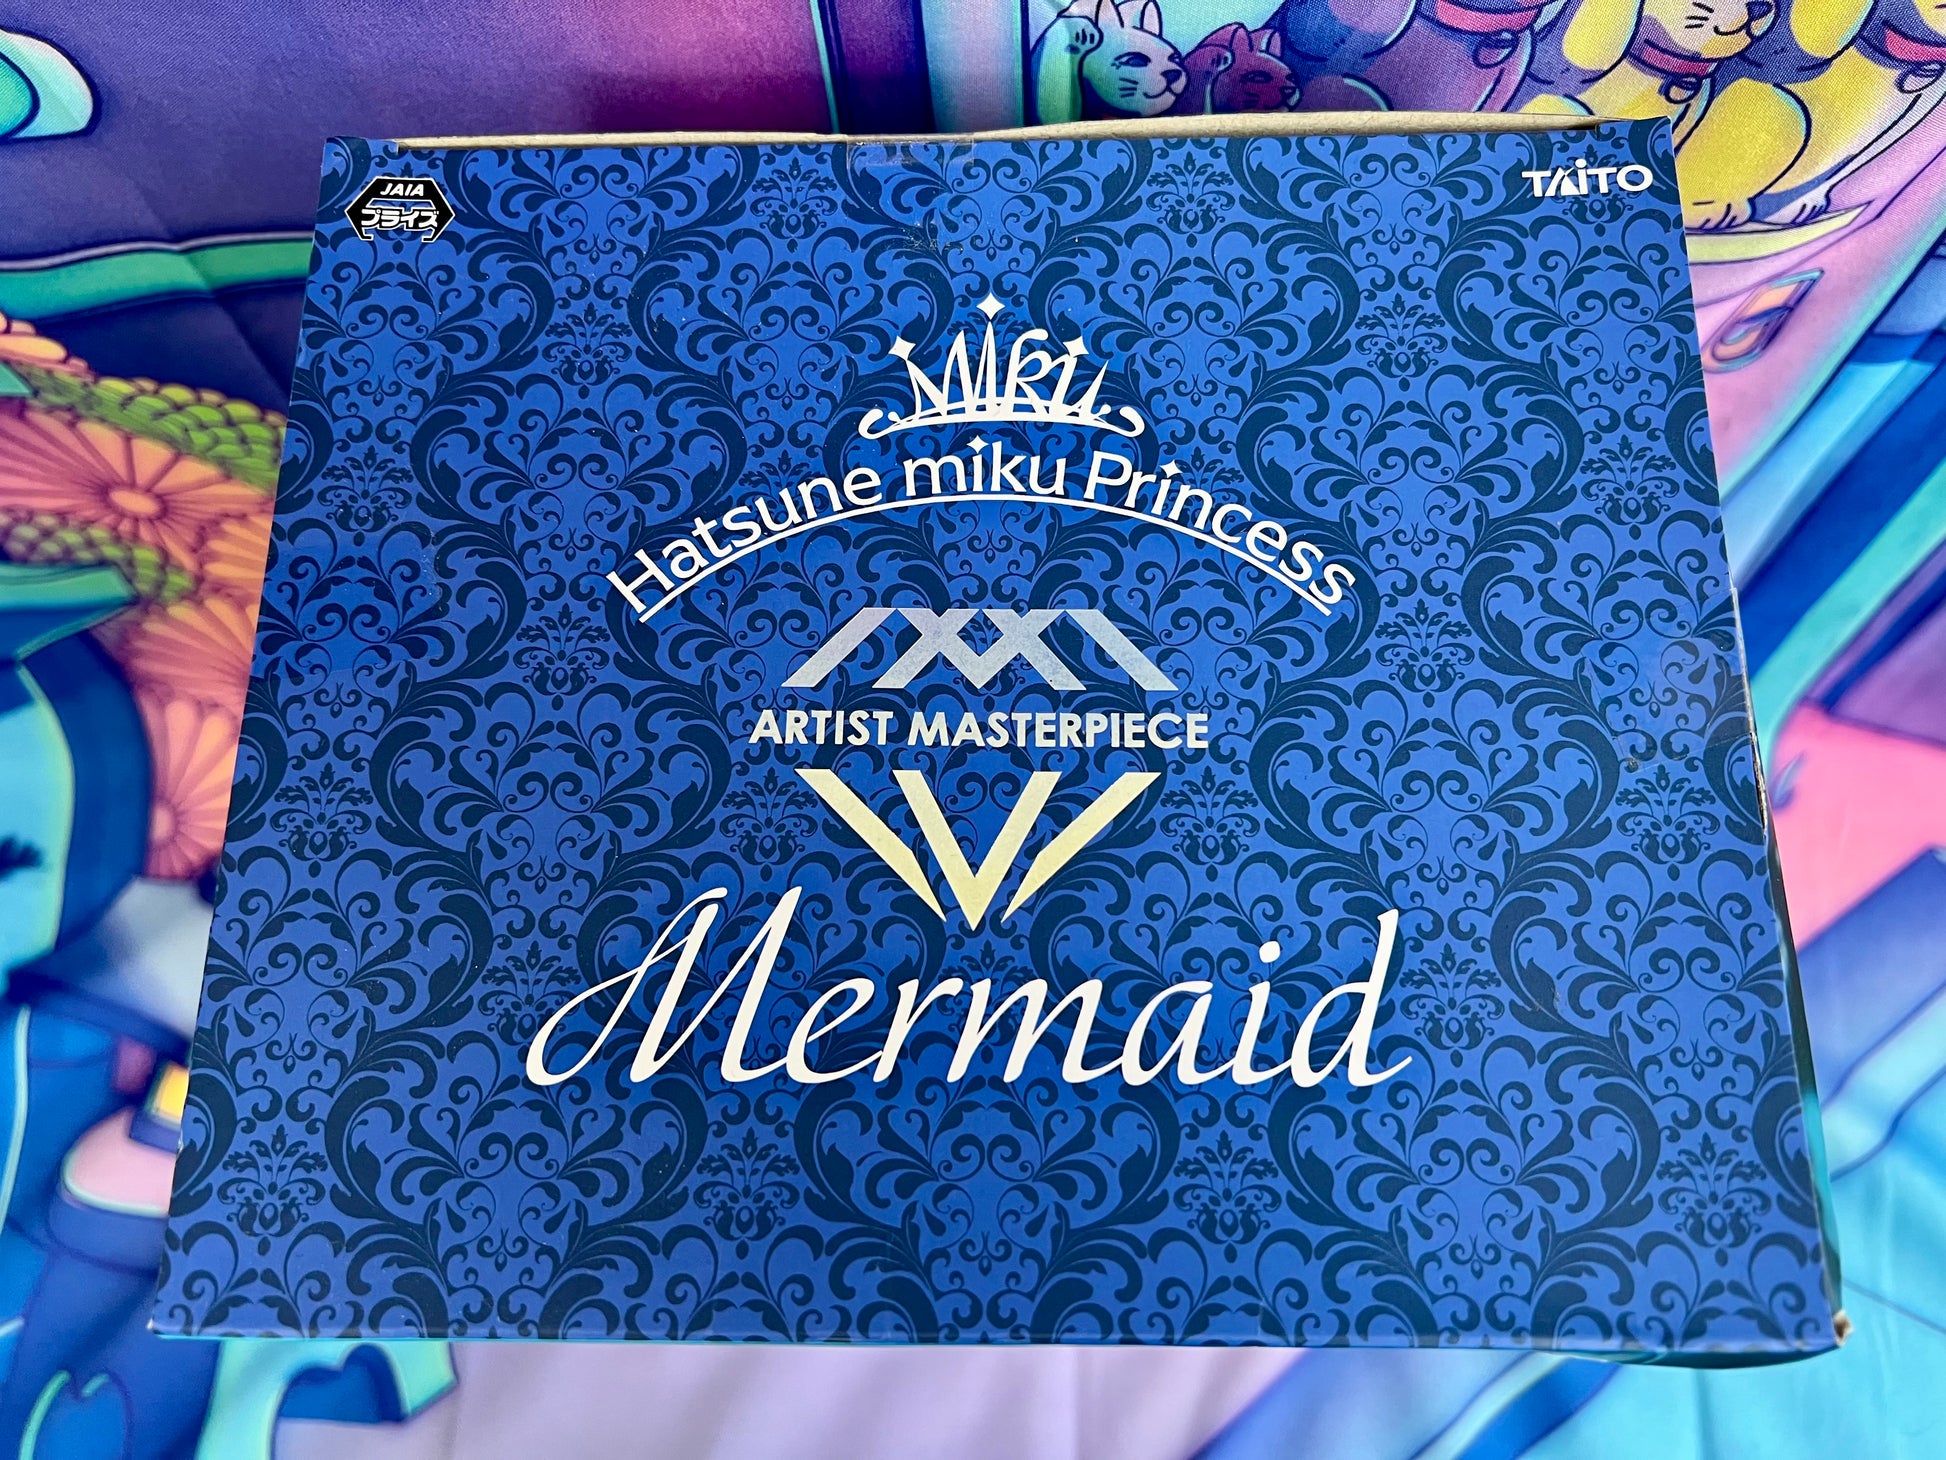 JAIA
プライズ
TAITO
Miku
Hatsune miku Princess
ARTIST MASTERPIECE
Mermaid